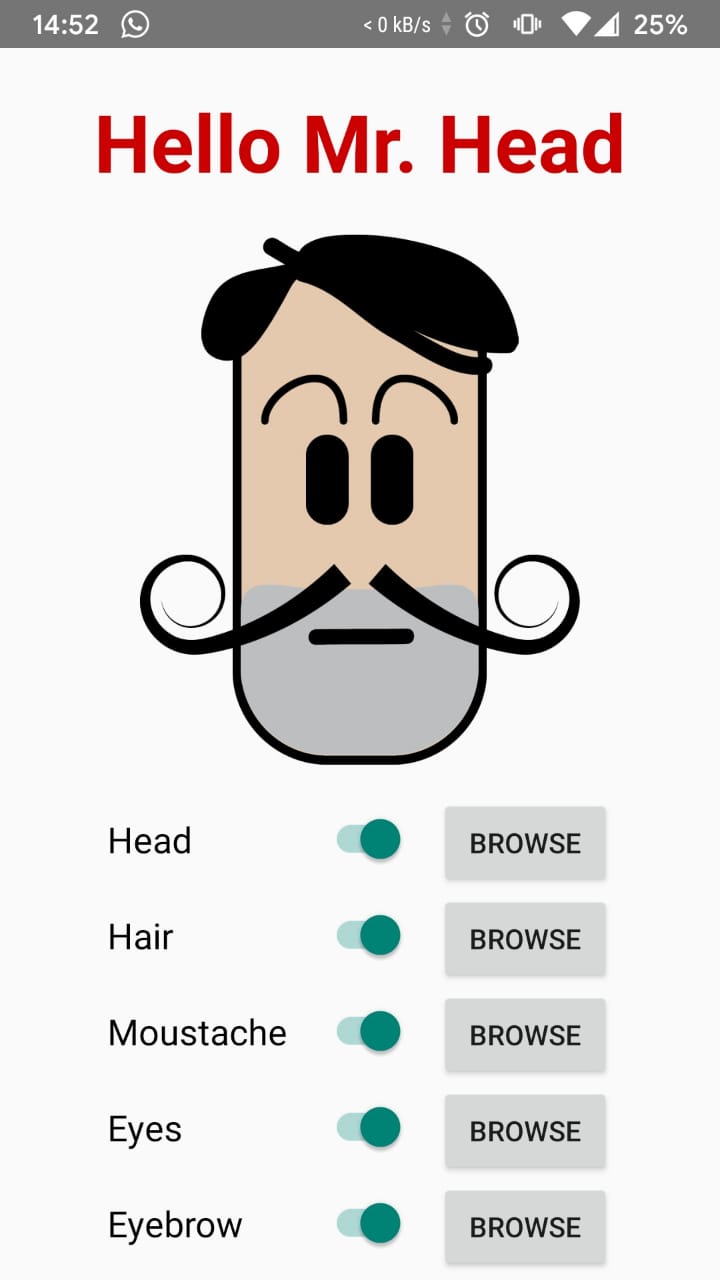 14:52 < 0 kB/s 25%
Hello Mr. Head
Head BROWSE
Hair BROWSE
Moustache BROWSE
Eyes BROWSE
Eyebrow BROWSE